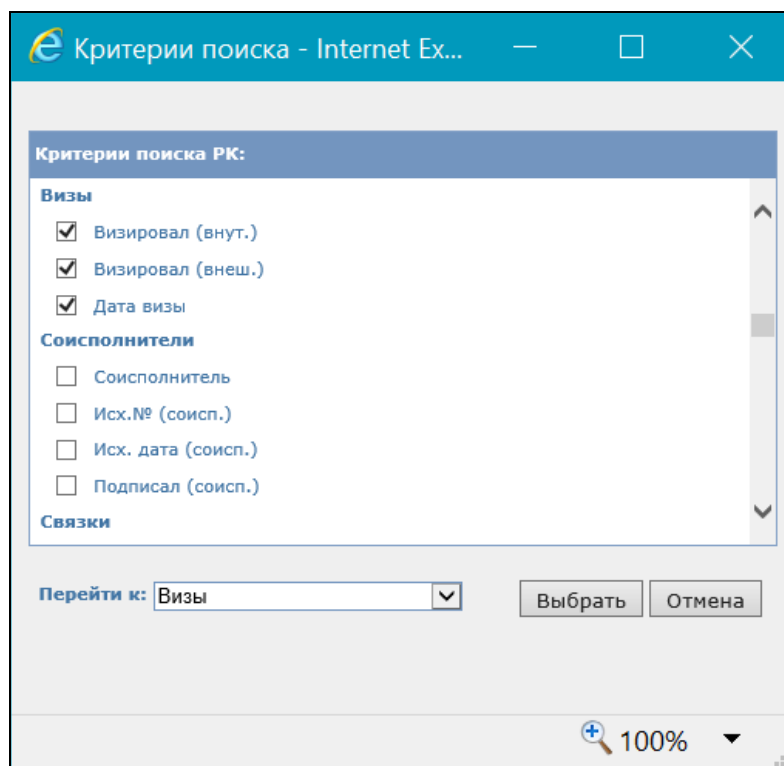 Критерии поиска - Internet Ex...
Критерии поиска РК:
Визы
Визировал (внут.)
Визировал (внеш.)
Дата визы
Соисполнители
Соисполнитель
Исх.№ (соисп.)
Исх. дата (соисп.)
Подписал (соисп.)
Связки
Перейти к: Визы Выбрать Отмена
100%